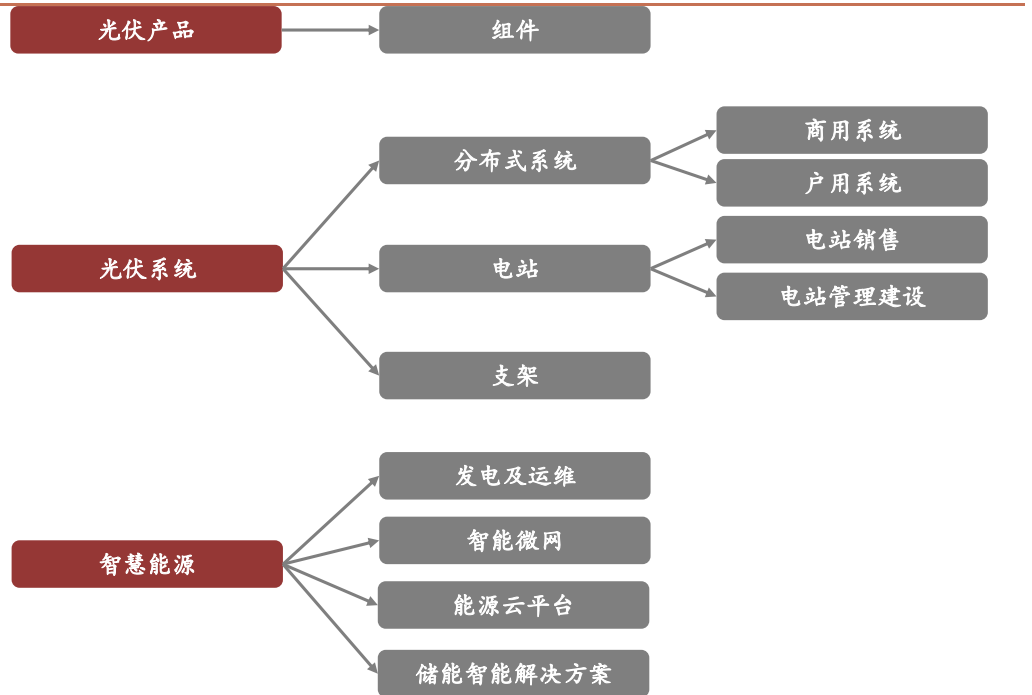 光伏产品
组件
商用系统
分布式系统
户用系统
电站销售
光伏系统
电站
电站管理建设
支架
发电及运维
智能微网
智慧能源
能源云平台
储能智能解决方案